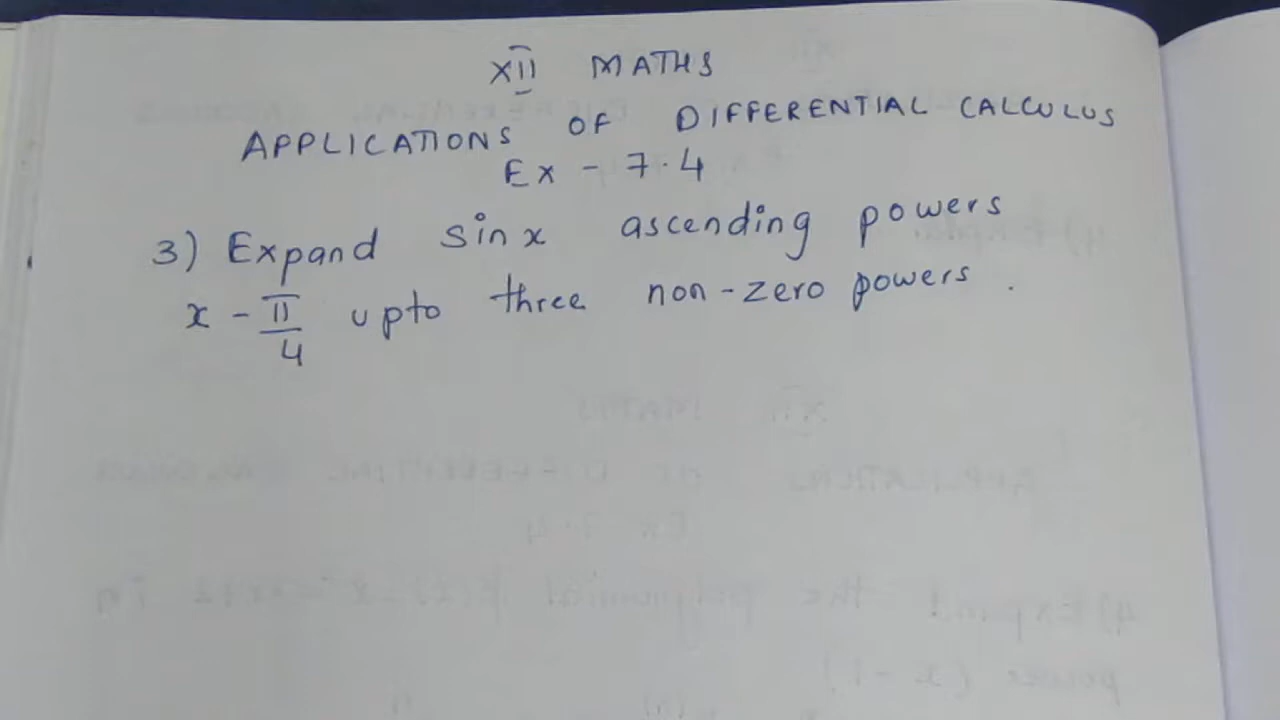 XII MATHS
APPLICATIONS OF DIFFERENTIAL CALCULUS
Ex - 7.4
3) Expand sin x ascending powers
x - π/4 upto three non-zero powers.